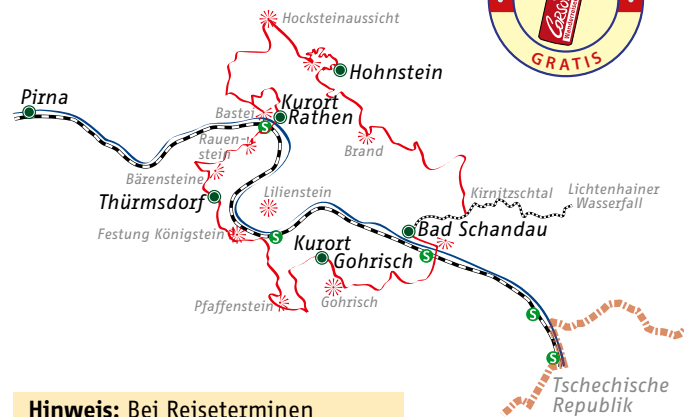 Hocksteinaussicht
CORSO
GRATIS
Hohnstein
Pirna
Kurort
Rathen
Bastei
Rauen-
stein
Brand
Bärensteine
Thürmsdorf
Lilienstein
Kirnitzschtal
Lichtenhainer
Wasserfall
Festung Königstein
Bad Schandau
Kurort
Gohrisch
Pfaffenstein
Gohrisch
S
S
S
S
S
Tschechische
Republik
Hinweis: Bei Reiseterminen